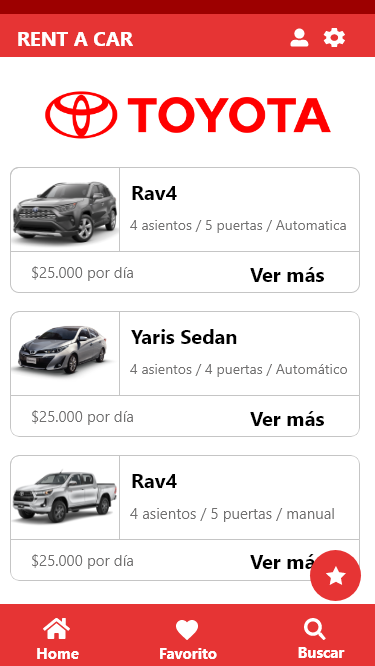 RENT A CAR
TOYOTA
Rav4
4 asientos / 5 puertas / Automatica
$25.000 por día
Ver más
Yaris Sedan
4 asientos / 4 puertas / Automático
$25.000 por día
Ver más
Rav4
4 asientos / 5 puertas / manual
$25.000 por día
Ver más
Home
Favorito
Buscar